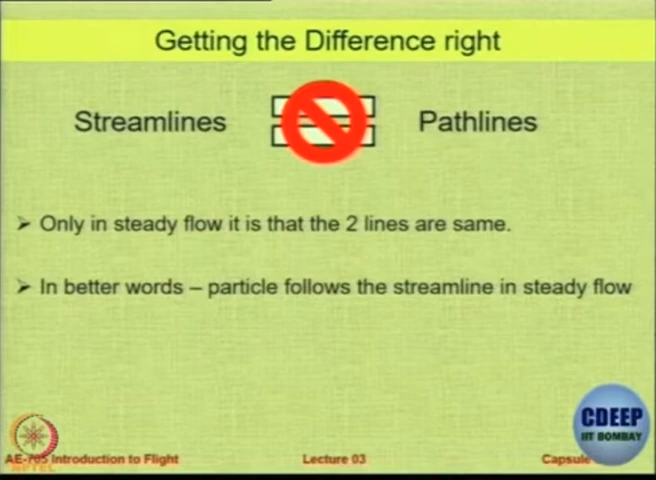 Getting the Difference right
Streamlines
Pathlines
➤ Only in steady flow it is that the 2 lines are same.
➤ In better words – particle follows the streamline in steady flow
CDEEP
IIT BOMBAY
AE-705 Introduction to Flight
Lecture 03
Capsule
NPTEL